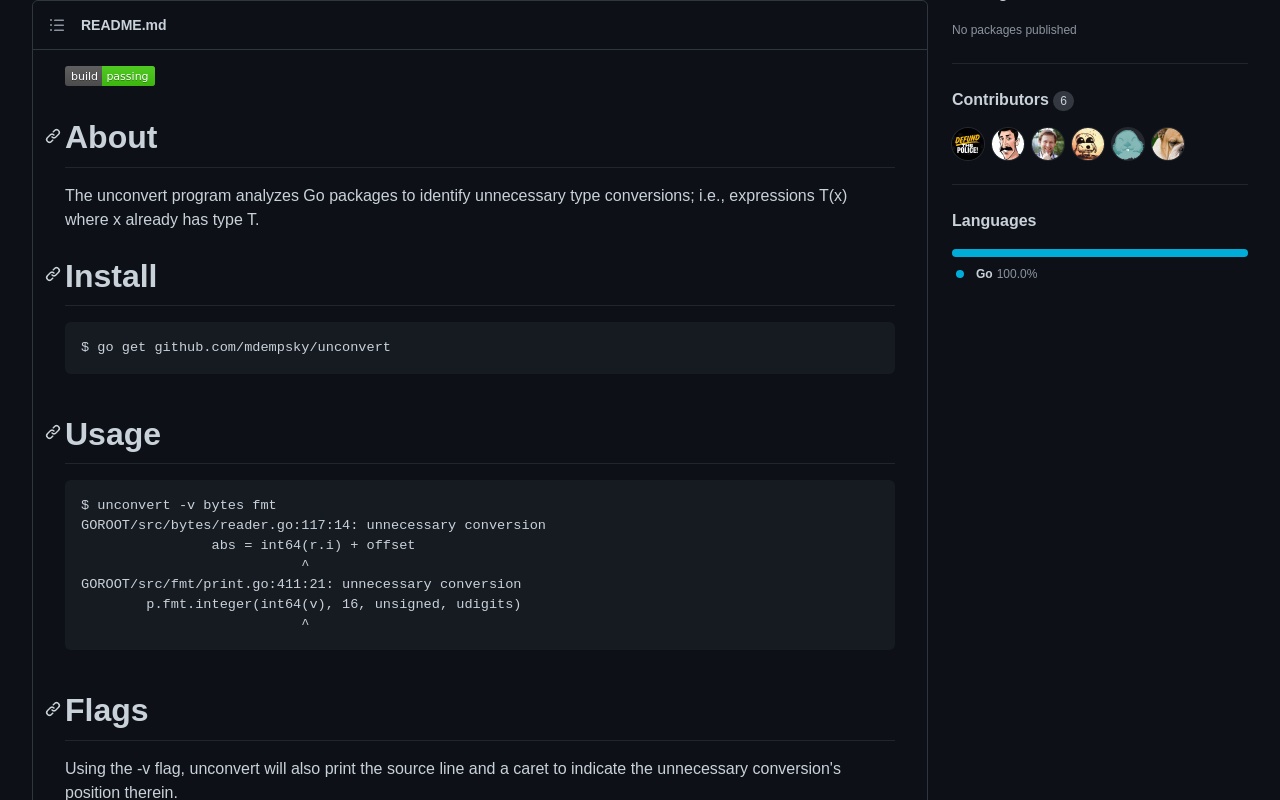 README.md
build passing
About
The unconvert program analyzes Go packages to identify unnecessary type conversions; i.e., expressions T(x)
where x already has type T.
Install
$ go get github.com/mdempsky/unconvert
Usage
$ unconvert -v bytes fmt
GOROOT/src/bytes/reader.go:117:14: unnecessary conversion
                abs = int64(r.i) + offset
                           ^
GOROOT/src/fmt/print.go:411:21: unnecessary conversion
        p.fmt.integer(int64(v), 16, unsigned, udigits)
                           ^
Flags
Using the -v flag, unconvert will also print the source line and a caret to indicate the unnecessary conversion's
position therein.
No packages published
Contributors 6
DEFUND
THE
POLICE!
Languages
Go 100.0%